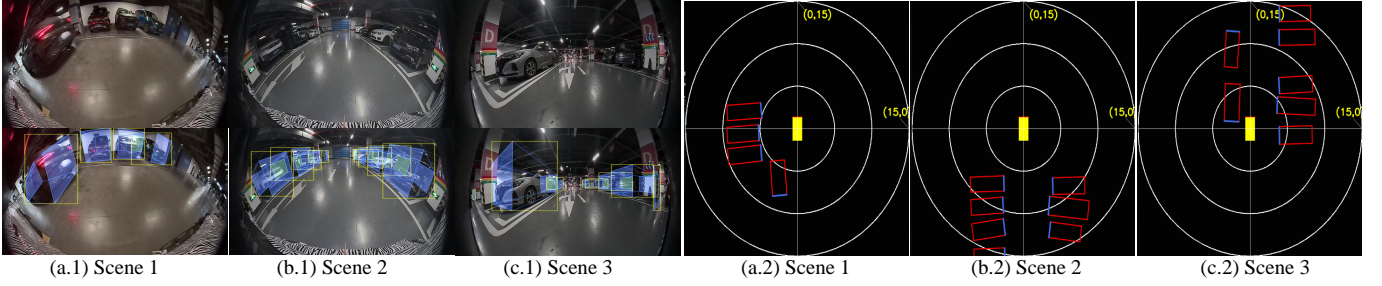 D
D
(0,15)
(15,0
(0,15)
(15,0
(0,15)
(15,0
(a.1) Scene 1
(b.1) Scene 2
(c.1) Scene 3
(a.2) Scene 1
(b.2) Scene 2
(c.2) Scene 3